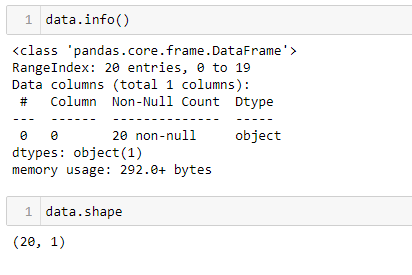 1 data.info()
<class 'pandas.core.frame.DataFrame'>
RangeIndex: 20 entries, 0 to 19
Data columns (total 1 columns):
 #   Column  Non-Null Count  Dtype
---  ------  --------------  -----
 0   0       20 non-null     object
dtypes: object(1)
memory usage: 292.0+ bytes
1 data.shape
(20, 1)